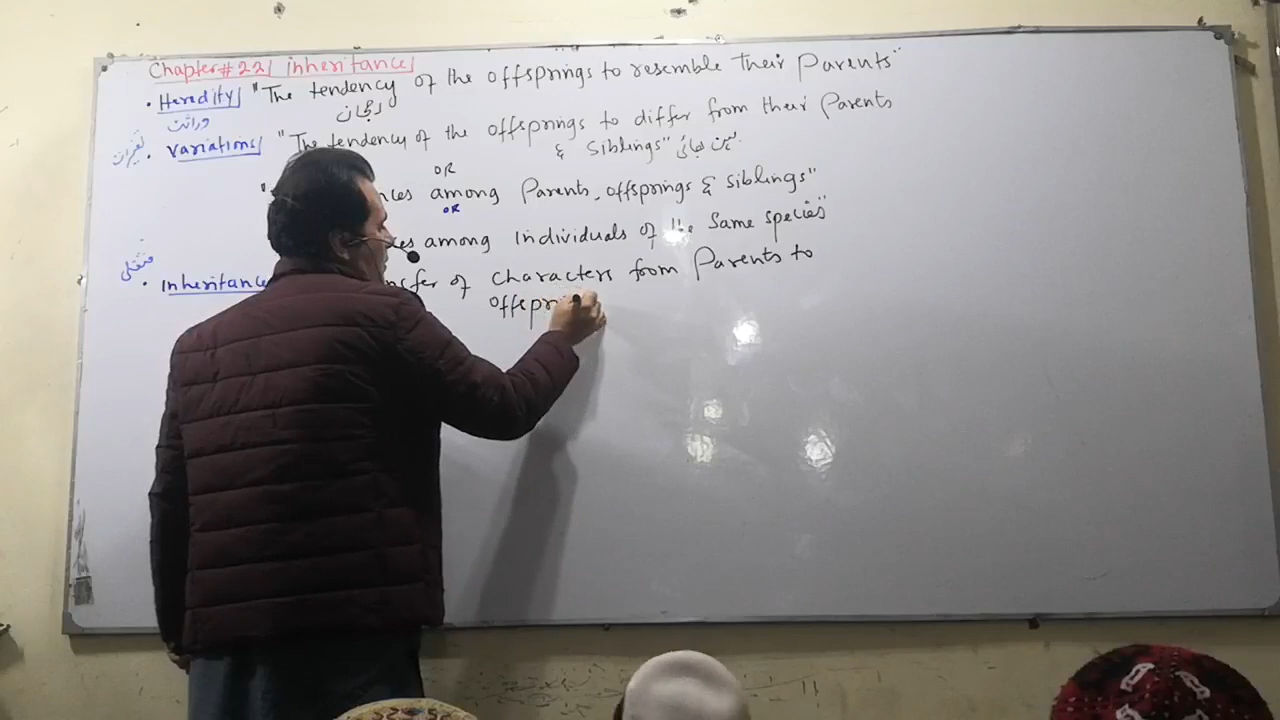 Chapter # 22 inheritance
• Heredity "The tendency of the offsprings to resemble their Parents"
وراثت رجحان
• variations "The tendency of the offsprings to differ from their Parents
تغیرات
& Siblings" بہن بھائی
OR
among Parents, offsprings & siblings"
OR
among individuals of the same species"
منتقلی
• inheritance of characters from Parents to